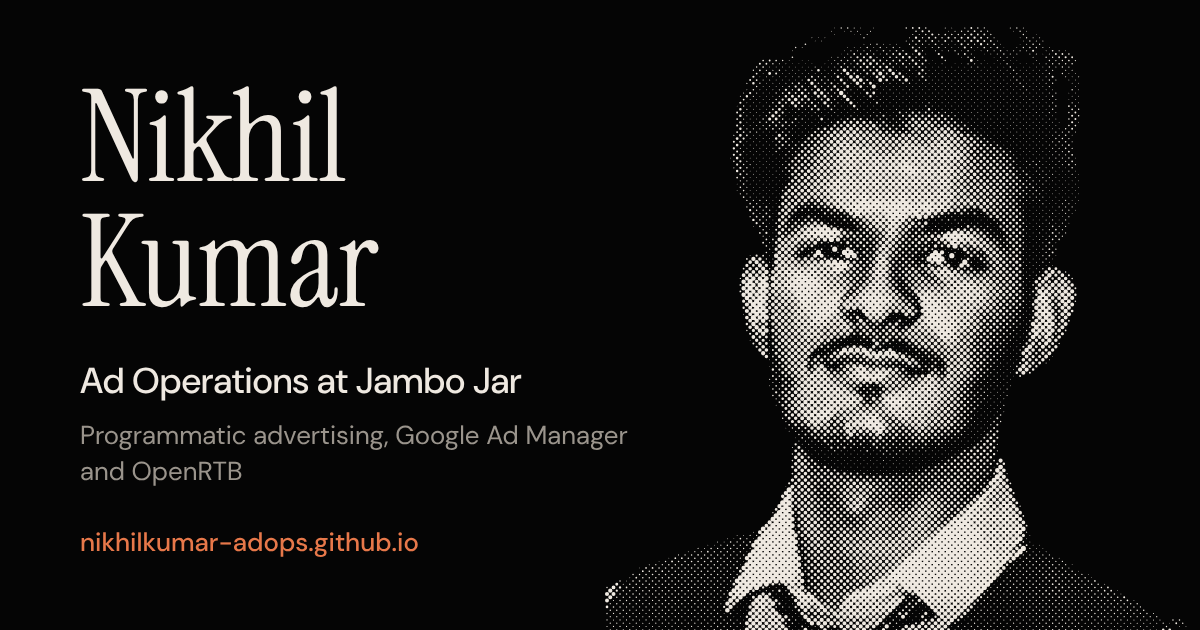 Nikhil
Kumar
Ad Operations at Jambo Jar
Programmatic advertising, Google Ad Manager
and OpenRTB
nikhilkumar-adops.github.io